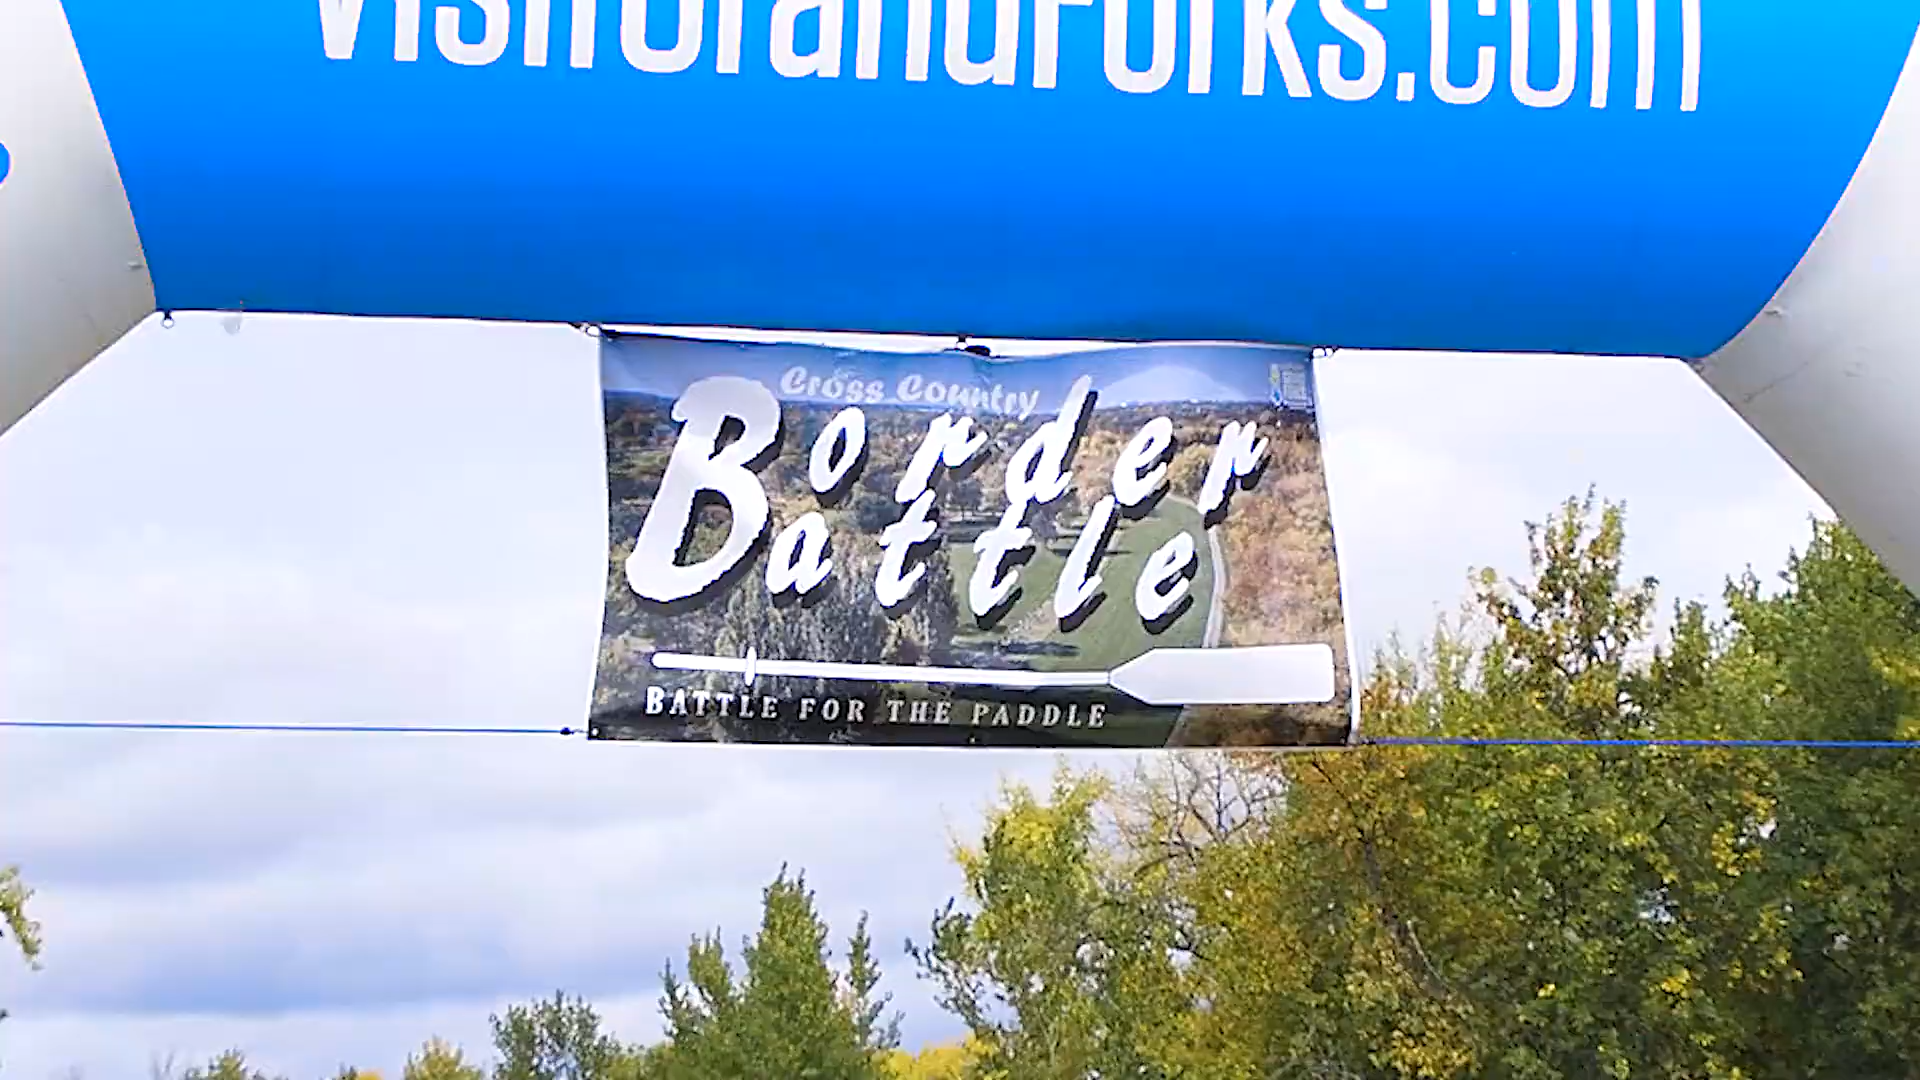 VisitGrandForks.com
Cross Country
Border
Battle
BATTLE FOR THE PADDLE